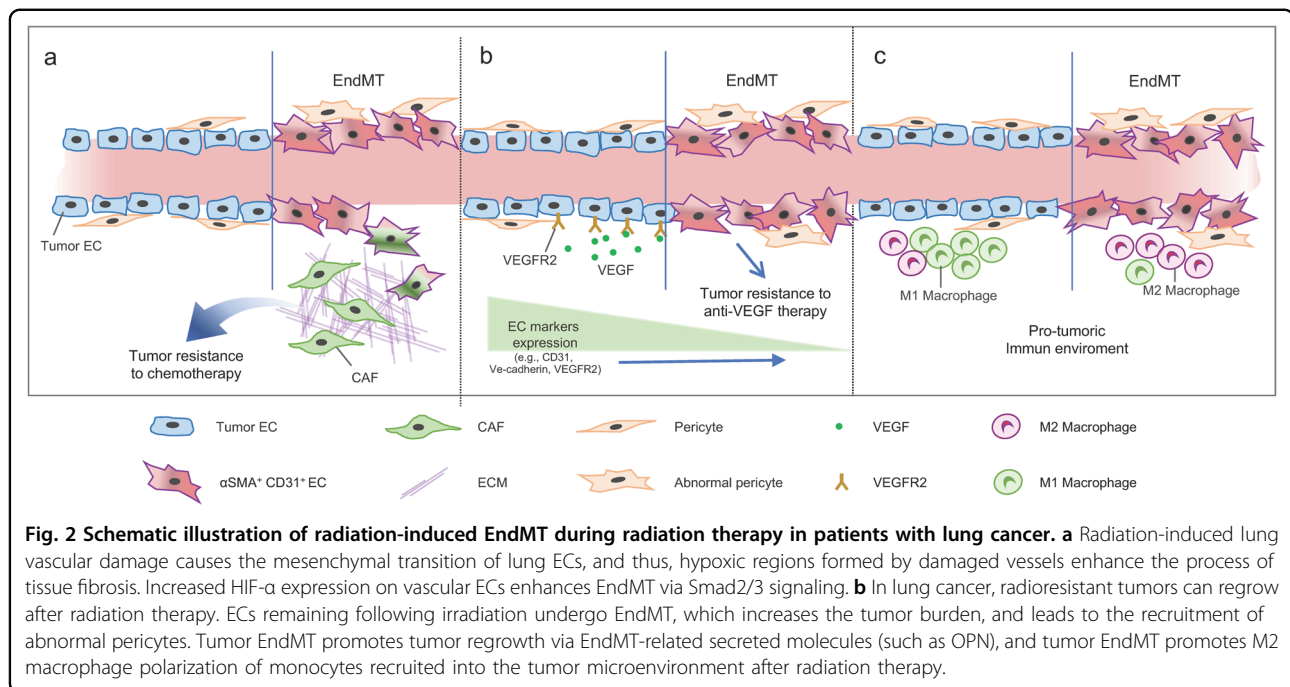 a
EndMT
Tumor EC
Tumor resistance
to chemotherapy
CAF
b
EndMT
VEGFR2
VEGF
Tumor resistance to
anti-VEGF therapy
EC markers
expression
(e.g., CD31,
Ve-cadherin, VEGFR2)
c
EndMT
M1 Macrophage
M2 Macrophage
Pro-tumoric
Immun enviroment
Tumor EC
CAF
Pericyte
VEGF
M2 Macrophage
αSMA⁺ CD31⁺ EC
ECM
Abnormal pericyte
VEGFR2
M1 Macrophage
Fig. 2 Schematic illustration of radiation-induced EndMT during radiation therapy in patients with lung cancer. a Radiation-induced lung
vascular damage causes the mesenchymal transition of lung ECs, and thus, hypoxic regions formed by damaged vessels enhance the process of
tissue fibrosis. Increased HIF-α expression on vascular ECs enhances EndMT via Smad2/3 signaling. b In lung cancer, radioresistant tumors can regrow
after radiation therapy. ECs remaining following irradiation undergo EndMT, which increases the tumor burden, and leads to the recruitment of
abnormal pericytes. Tumor EndMT promotes tumor regrowth via EndMT-related secreted molecules (such as OPN), and tumor EndMT promotes M2
macrophage polarization of monocytes recruited into the tumor microenvironment after radiation therapy.